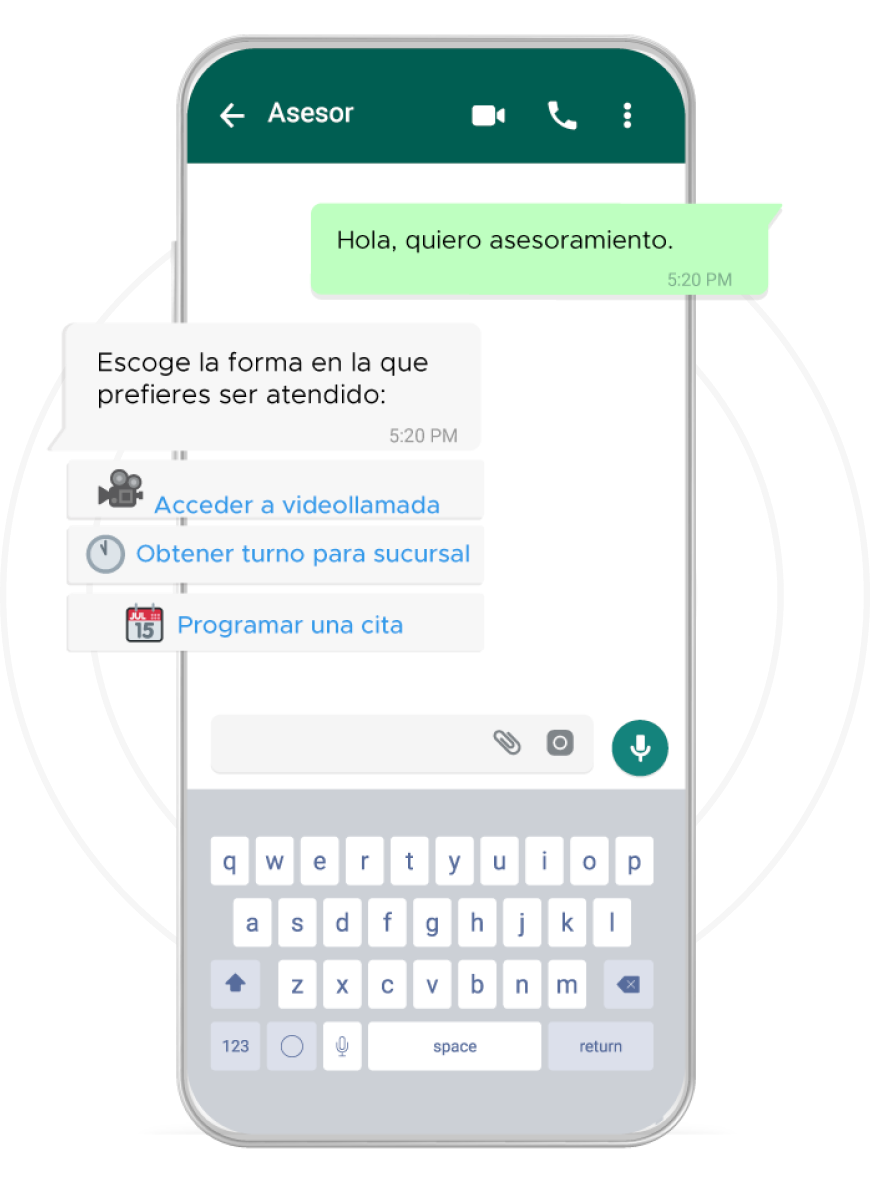 Asesor
Hola, quiero asesoramiento.
5:20 PM
Escoge la forma en la que
prefieres ser atendido:
5:20 PM
Acceder a videollamada
Obtener turno para sucursal
JUL
15
Programar una cita
q w e r t y u i o p
a s d f g h j k l
z x c v b n m
123 space return